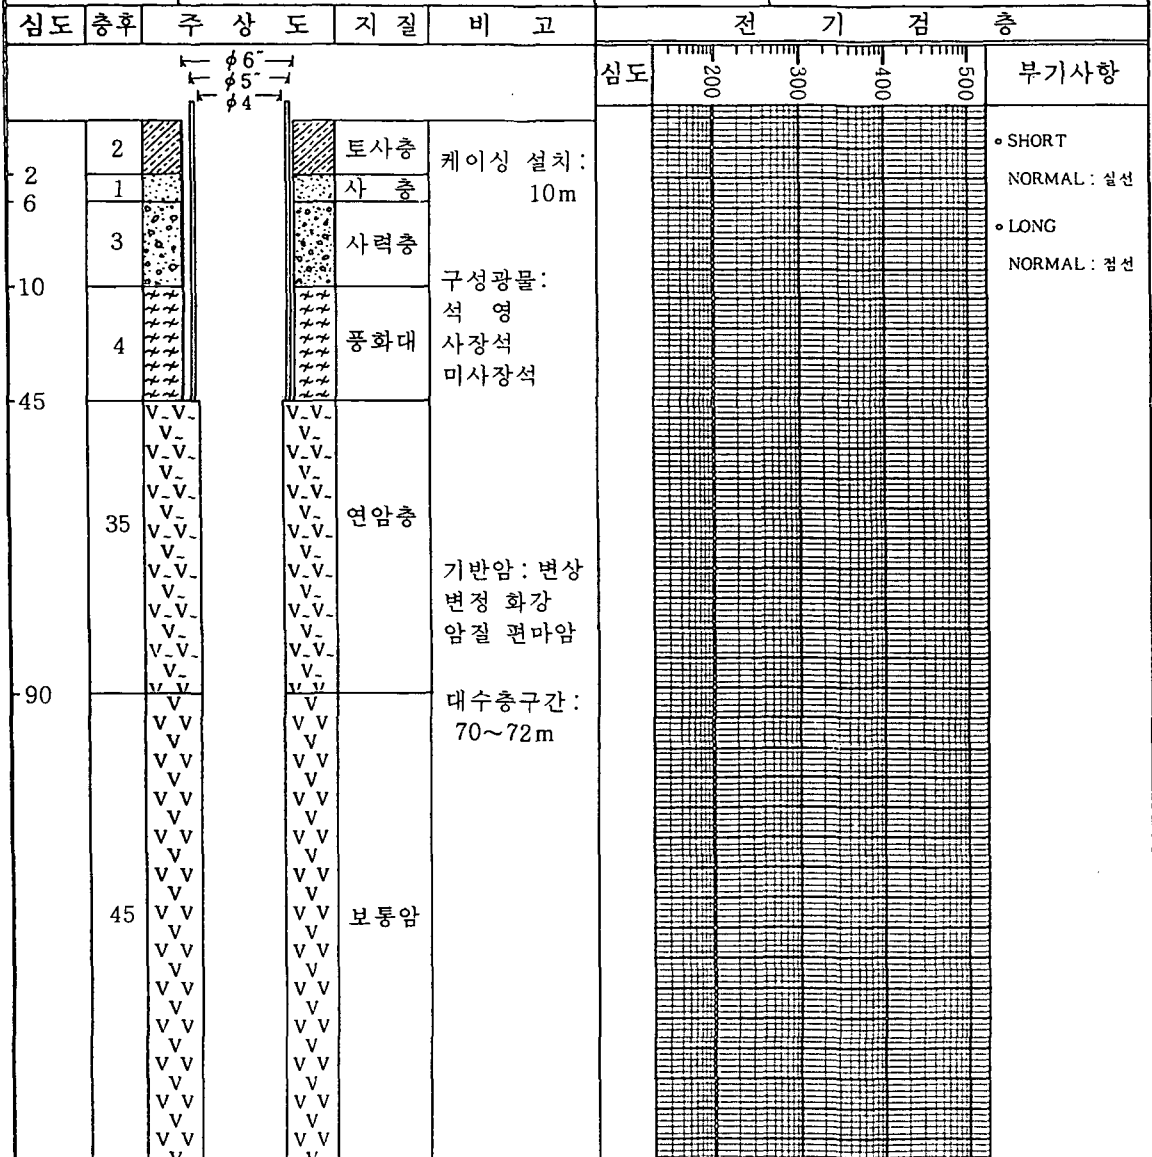 심도 층후 주 상 도 지 질 비 고 전 기 검 층
φ6″
φ5″
φ4
심도 200 300 400 500 부기사항
2 토사층
케이싱 설치:
10m
2
1 사 층
6
3 사력층
10
4 풍화대
구성광물:
석 영
사장석
미사장석
45
35 연암층
기반암: 변상
변정 화강
암질 편마암
90
대수층구간:
70~72m
45 보통암
SHORT
NORMAL: 실선
LONG
NORMAL: 점선